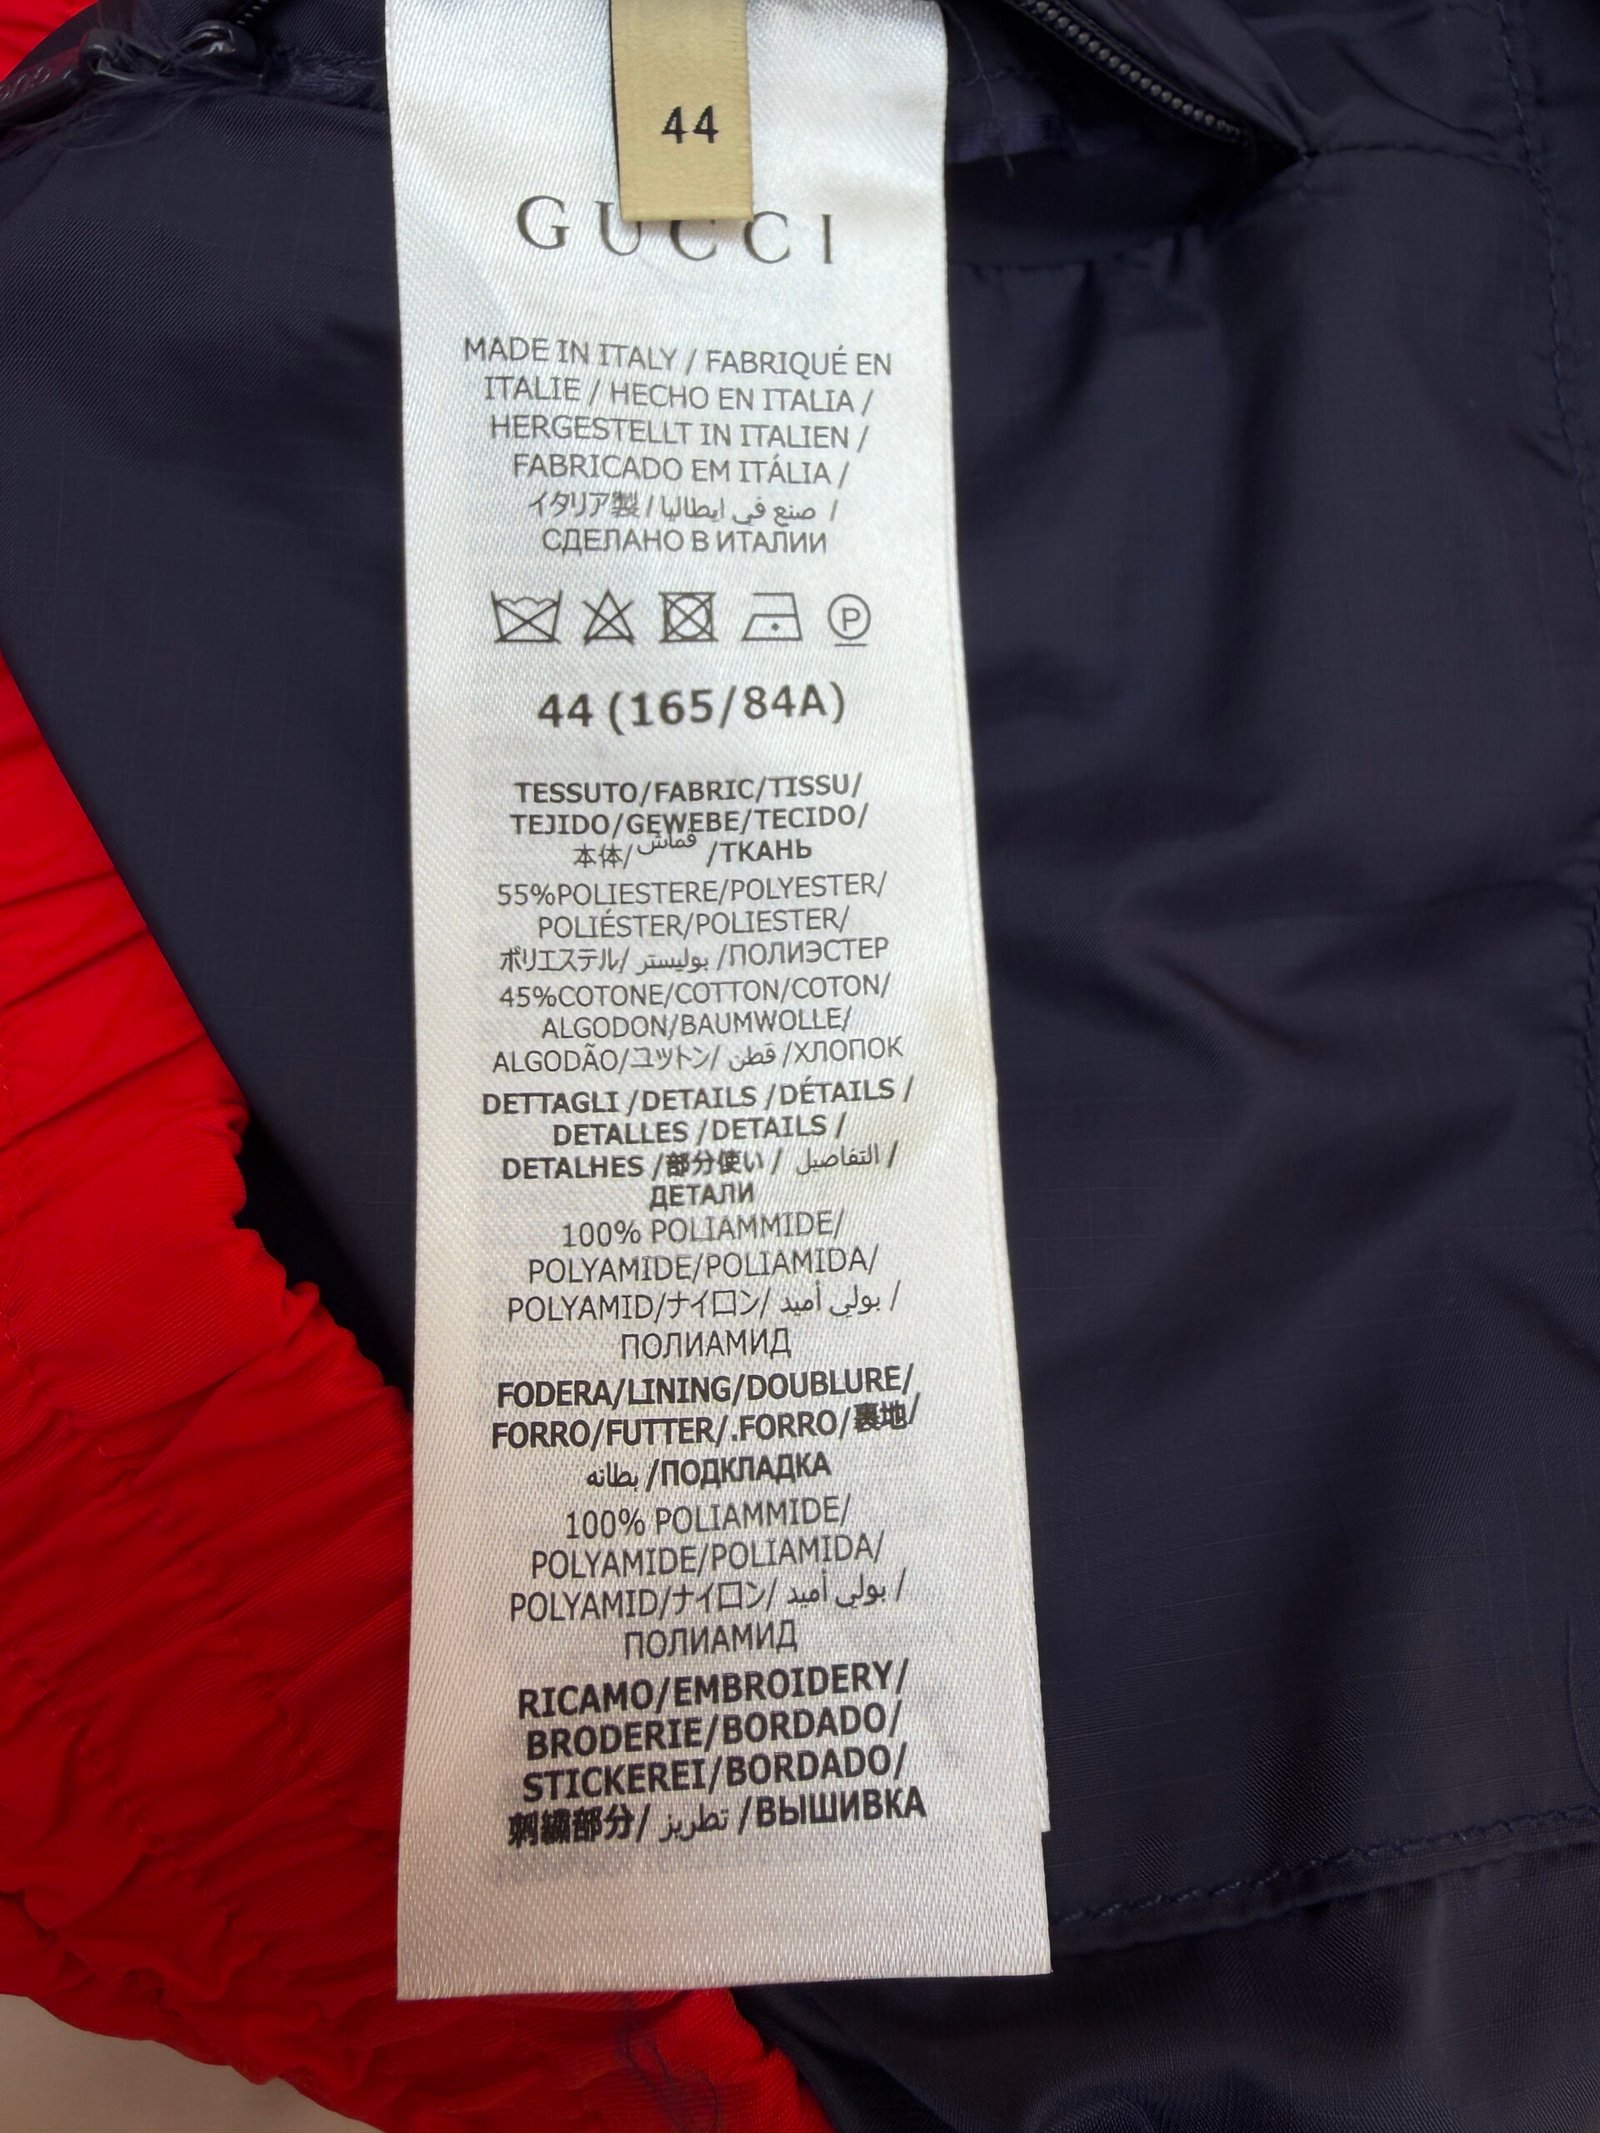 44
GUCCI
MADE IN ITALY / FABRIQUÉ EN
ITALIE / HECHO EN ITALIA /
HERGESTELLT IN ITALIEN /
FABRICADO EM ITÁLIA /
イタリア製 / صنع في ايطاليا /
СДЕЛАНО В ИТАЛИИ
P
44 (165/84A)
TESSUTO/FABRIC/TISSU/
TEJIDO/GEWEBE/TECIDO/
本体/ قماش /ТКАНЬ
55%POLIESTERE/POLYESTER/
POLIÉSTER/POLIESTER/
ポリエステル/ بوليستر /ПОЛИЭСТЕР
45%COTONE/COTTON/COTON/
ALGODON/BAUMWOLLE/
ALGODÃO/コットン/ قطن /ХЛОПОК
DETTAGLI /DETAILS /DÉTAILS /
DETALLES /DETAILS /
DETALHES /部分使い / التفاصيل /
ДЕТАЛИ
100% POLIAMMIDE/
POLYAMIDE/POLIAMIDA/
POLYAMID/ナイロン/ بولي أميد /
ПОЛИАМИД
FODERA/LINING/DOUBLURE/
FORRO/FUTTER/.FORRO/裏地/
بطانه /ПОДКЛАДКА
100% POLIAMMIDE/
POLYAMIDE/POLIAMIDA/
POLYAMID/ナイロン/ بولي أميد /
ПОЛИАМИД
RICAMO/EMBROIDERY/
BRODERIE/BORDADO/
STICKEREI/BORDADO/
刺繍部分/ تطريز /ВЫШИВКА